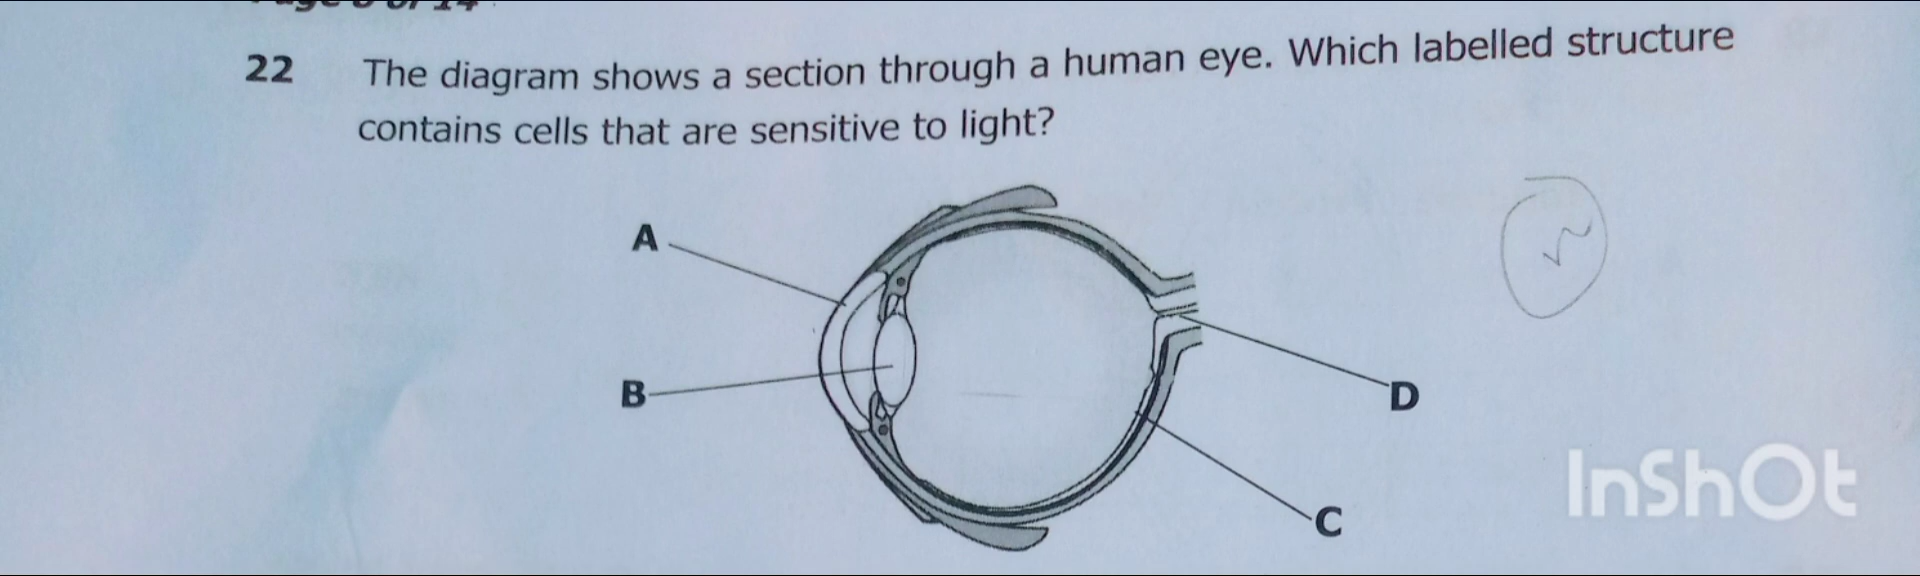 22 The diagram shows a section through a human eye. Which labelled structure
contains cells that are sensitive to light?
A
B
D
C
InShOt